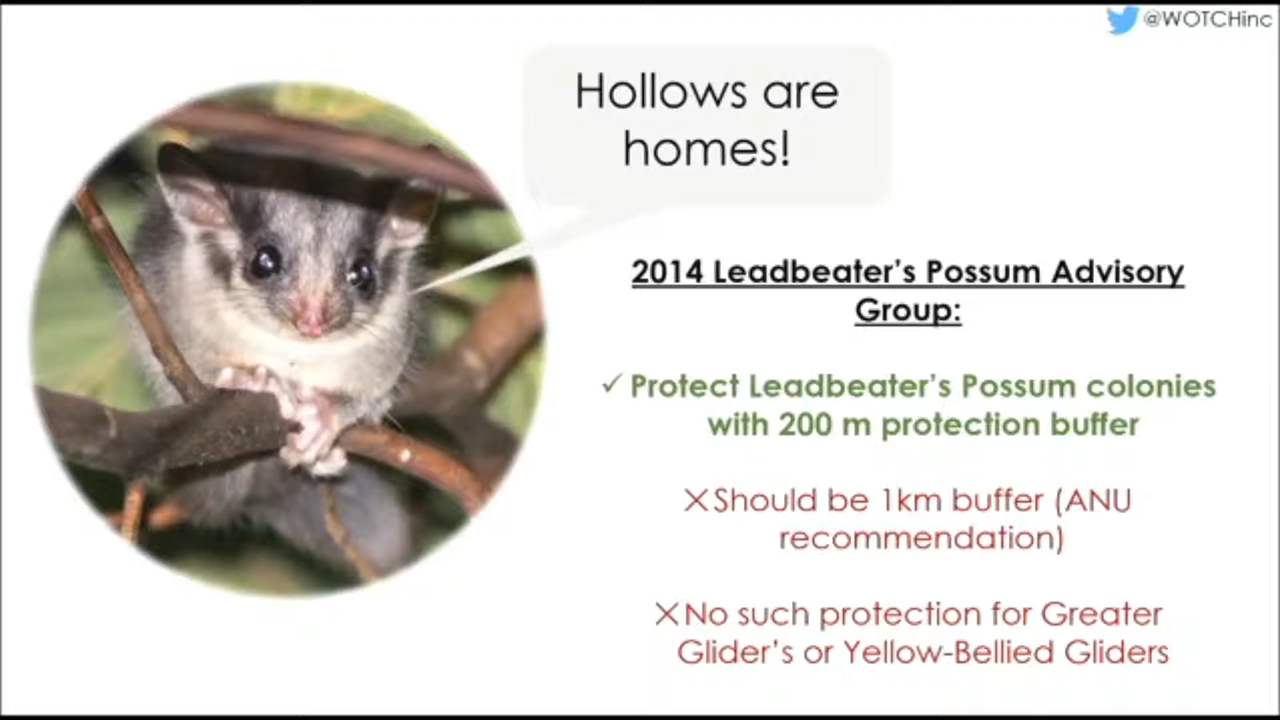 @WOTCHinc
Hollows are
homes!
2014 Leadbeater's Possum Advisory
Group:
✓ Protect Leadbeater's Possum colonies
with 200 m protection buffer
✕Should be 1km buffer (ANU
recommendation)
✕No such protection for Greater
Glider's or Yellow-Bellied Gliders